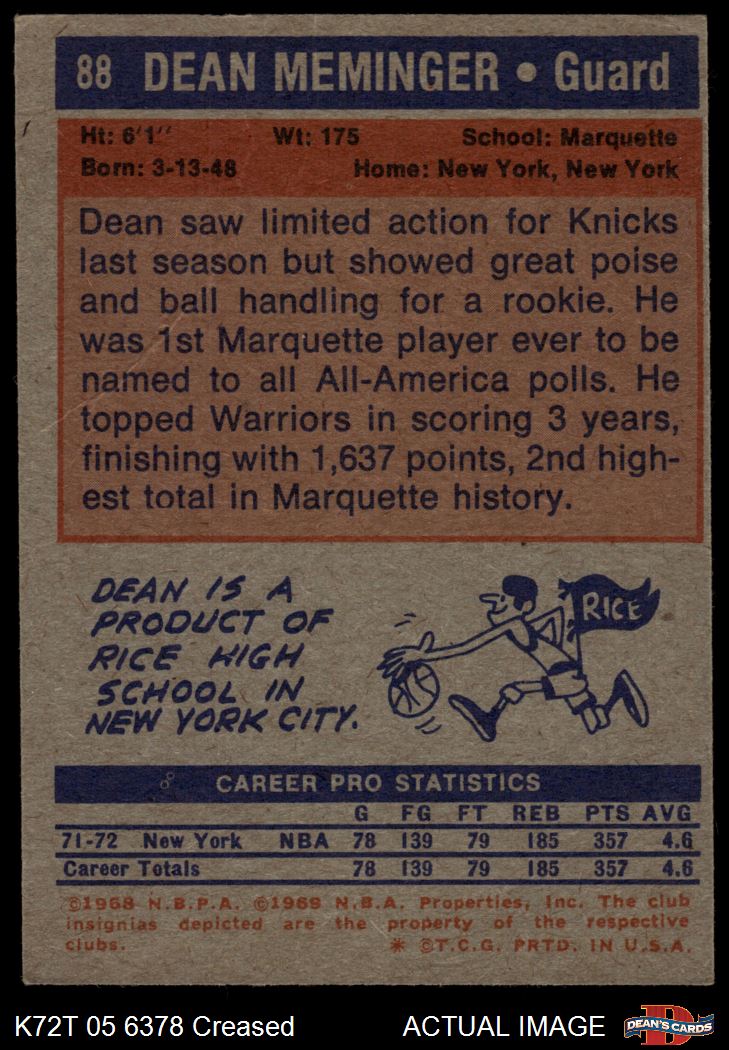 88 DEAN MEMINGER • Guard
Ht: 6'1" Wt: 175 School: Marquette
Born: 3-13-48 Home: New York, New York
Dean saw limited action for Knicks
last season but showed great poise
and ball handling for a rookie. He
was 1st Marquette player ever to be
named to all All-America polls. He
topped Warriors in scoring 3 years,
finishing with 1,637 points, 2nd high-
est total in Marquette history.
DEAN IS A
PRODUCT OF
RICE HIGH
SCHOOL IN
NEW YORK CITY.
RICE
CAREER PRO STATISTICS
G FG FT REB PTS AVG
71-72 New York NBA 78 139 79 185 357 4.6
Career Totals 78 139 79 185 357 4.6
©1968 N.B.P.A. ©1969 N.B.A. Properties, Inc. The club
insignias depicted are the property of the respective
clubs. * ©T.C.G. PRTD. IN U.S.A.
K72T 05 6378 Creased ACTUAL IMAGE
D
DEAN'S CARDS